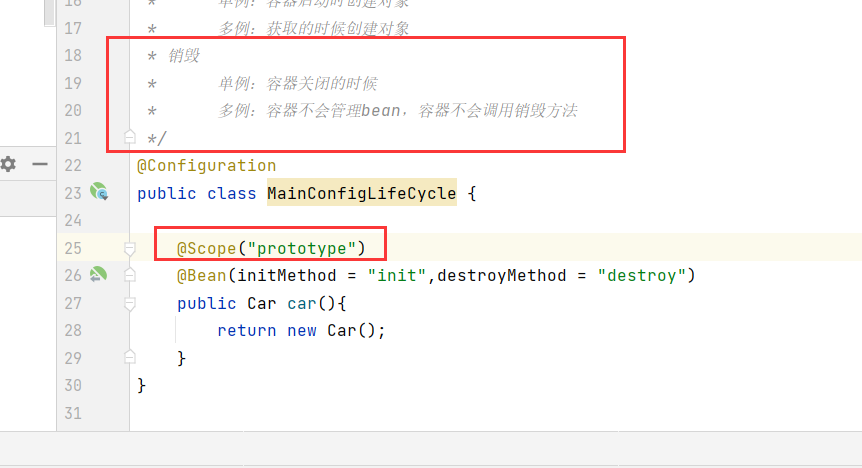 16 * 单例：容器启动时创建对象
17 * 多例：获取的时候创建对象
18 * 销毁
19 * 单例：容器关闭的时候
20 * 多例：容器不会管理bean，容器不会调用销毁方法
21 */
22 @Configuration
23 public class MainConfigLifeCycle {
24
25 @Scope("prototype")
26 @Bean(initMethod = "init",destroyMethod = "destroy")
27 public Car car(){
28 return new Car();
29 }
30 }
31